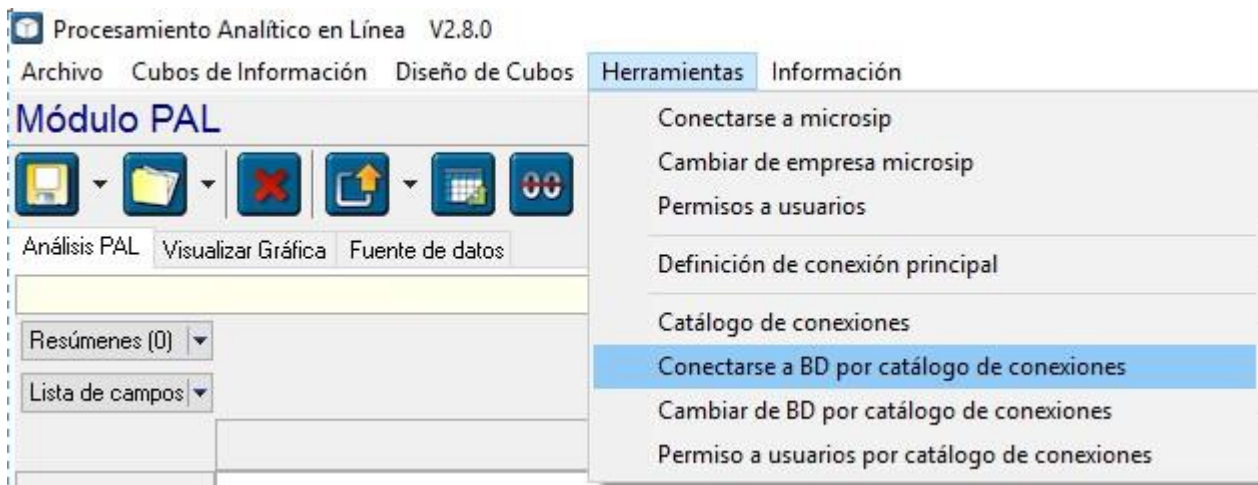 Procesamiento Analítico en Línea V2.8.0
Archivo Cubos de Información Diseño de Cubos Herramientas Información
Módulo PAL
Análisis PAL Visualizar Gráfica Fuente de datos
Resúmenes (0)
Lista de campos
Conectarse a microsip
Cambiar de empresa microsip
Permisos a usuarios
Definición de conexión principal
Catálogo de conexiones
Conectarse a BD por catálogo de conexiones
Cambiar de BD por catálogo de conexiones
Permiso a usuarios por catálogo de conexiones